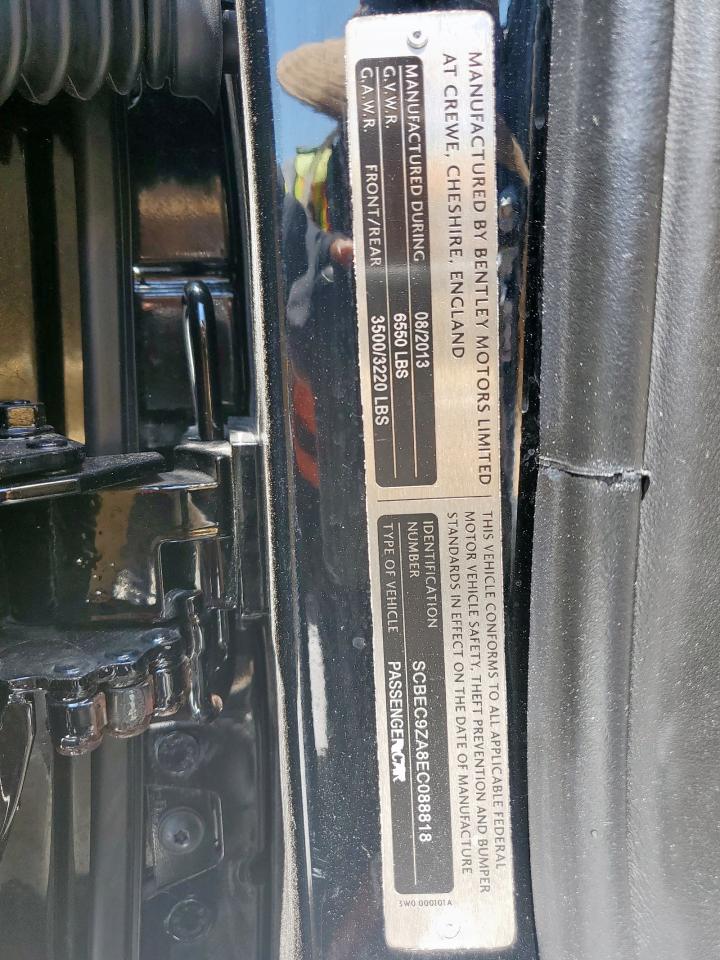 MANUFACTURED BY BENTLEY MOTORS LIMITED
AT CREWE, CHESHIRE, ENGLAND
MANUFACTURED DURING 08/2013
G.V.W.R. 6550 LBS
G.A.W.R. FRONT/REAR 3500/3220 LBS
THIS VEHICLE CONFORMS TO ALL APPLICABLE FEDERAL
MOTOR VEHICLE SAFETY, THEFT PREVENTION AND BUMPER
STANDARDS IN EFFECT ON THE DATE OF MANUFACTURE
IDENTIFICATION
NUMBER SCBEC9ZA8EC088818
TYPE OF VEHICLE PASSENGER CAR
3W0 000101A